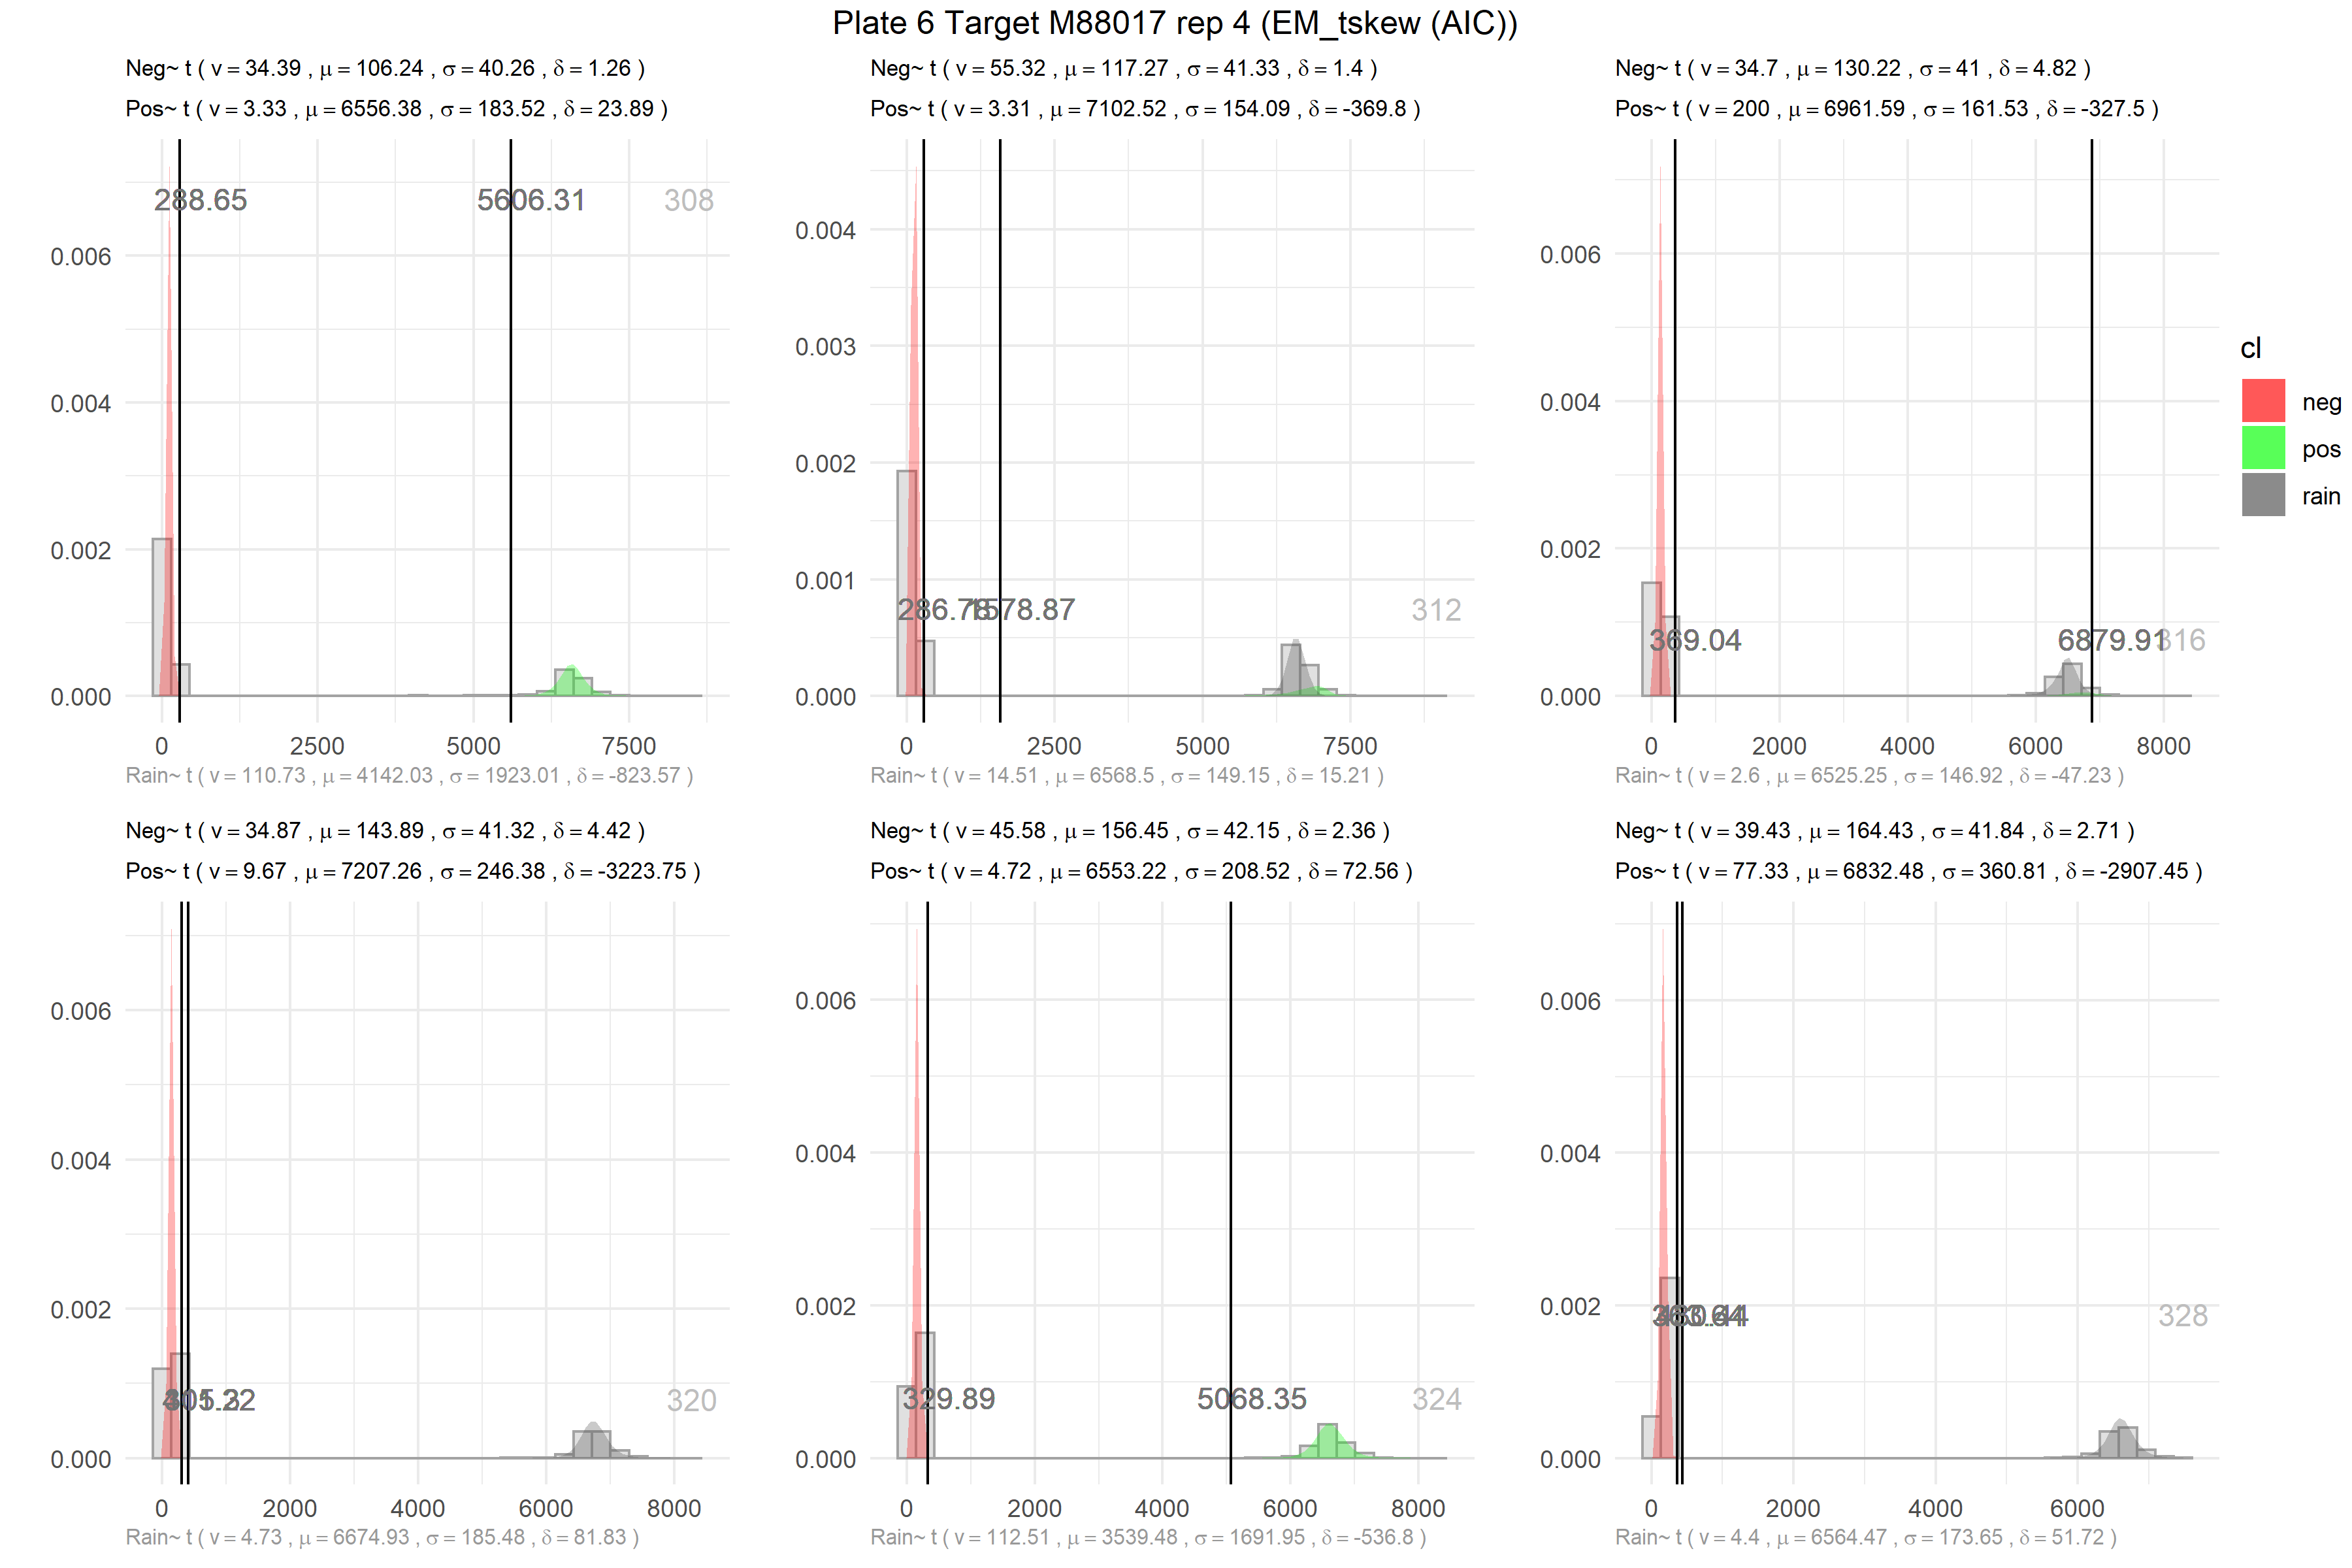 Plate 6 Target M88017 rep 4 (EM_tskew (AIC))
Neg~ t ( v = 34.39 , μ = 106.24 , σ = 40.26 , δ = 1.26 )
Pos~ t ( v = 3.33 , μ = 6556.38 , σ = 183.52 , δ = 23.89 )
288.65 5606.31 308
0.006
0.004
0.002
0.000
0 2500 5000 7500
Rain~ t ( v = 110.73 , μ = 4142.03 , σ = 1923.01 , δ = -823.57 )
Neg~ t ( v = 55.32 , μ = 117.27 , σ = 41.33 , δ = 1.4 )
Pos~ t ( v = 3.31 , μ = 7102.52 , σ = 154.09 , δ = -369.8 )
0.004
0.003
0.002
0.001
286.78 1578.87 312
0.000
0 2500 5000 7500
Rain~ t ( v = 14.51 , μ = 6568.5 , σ = 149.15 , δ = 15.21 )
Neg~ t ( v = 34.7 , μ = 130.22 , σ = 41 , δ = 4.82 )
Pos~ t ( v = 200 , μ = 6961.59 , σ = 161.53 , δ = -327.5 )
0.006
0.004
0.002
369.04 6879.91 316
0.000
0 2000 4000 6000 8000
Rain~ t ( v = 2.6 , μ = 6525.25 , σ = 146.92 , δ = -47.23 )
cl
neg
pos
rain
Neg~ t ( v = 34.87 , μ = 143.89 , σ = 41.32 , δ = 4.42 )
Pos~ t ( v = 9.67 , μ = 7207.26 , σ = 246.38 , δ = -3223.75 )
0.006
0.004
0.002
320
0.000
0 2000 4000 6000 8000
Rain~ t ( v = 4.73 , μ = 6674.93 , σ = 185.48 , δ = 81.83 )
Neg~ t ( v = 45.58 , μ = 156.45 , σ = 42.15 , δ = 2.36 )
Pos~ t ( v = 4.72 , μ = 6553.22 , σ = 208.52 , δ = 72.56 )
0.006
0.004
0.002
329.89 5068.35 324
0.000
0 2000 4000 6000 8000
Rain~ t ( v = 112.51 , μ = 3539.48 , σ = 1691.95 , δ = -536.8 )
Neg~ t ( v = 39.43 , μ = 164.43 , σ = 41.84 , δ = 2.71 )
Pos~ t ( v = 77.33 , μ = 6832.48 , σ = 360.81 , δ = -2907.45 )
0.006
0.004
0.002
328
0.000
0 2000 4000 6000
Rain~ t ( v = 4.4 , μ = 6564.47 , σ = 173.65 , δ = 51.72 )